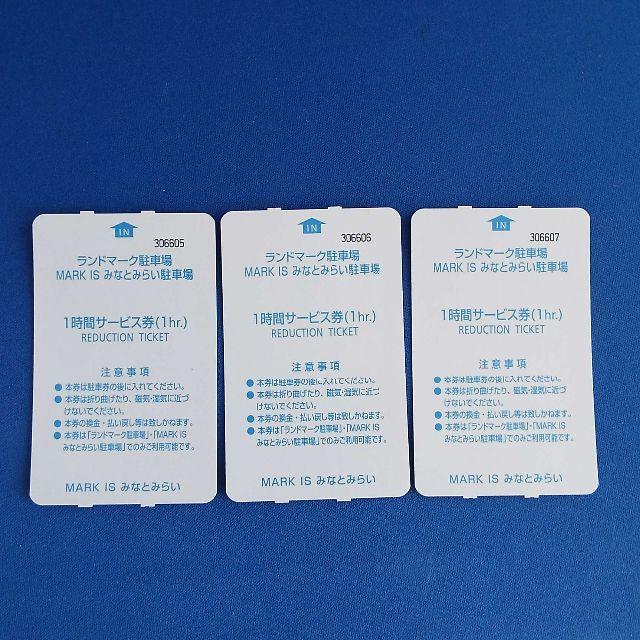 IN
306605
ランドマーク駐車場
MARK IS みなとみらい駐車場
1時間サービス券(1hr.)
REDUCTION TICKET
注意事項
● 本券は駐車券の後に入れてください。
● 本券は折り曲げたり、磁気・湿気に近づ
けないでください。
● 本券の換金・払い戻し等は致しかねます。
● 本券は「ランドマーク駐車場」・「MARK IS
みなとみらい駐車場」でのみご利用可能です。
MARK IS みなとみらい
IN
306606
ランドマーク駐車場
MARK IS みなとみらい駐車場
1時間サービス券(1hr.)
REDUCTION TICKET
注意事項
● 本券は駐車券の後に入れてください。
● 本券は折り曲げたり、磁気・湿気に近づ
けないでください。
● 本券の換金・払い戻し等は致しかねます。
● 本券は「ランドマーク駐車場」・「MARK IS
みなとみらい駐車場」でのみご利用可能です。
MARK IS みなとみらい
IN
306607
ランドマーク駐車場
MARK IS みなとみらい駐車場
1時間サービス券(1hr.)
REDUCTION TICKET
注意事項
● 本券は駐車券の後に入れてください。
● 本券は折り曲げたり、磁気・湿気に近づ
けないでください。
● 本券の換金・払い戻し等は致しかねます。
● 本券は「ランドマーク駐車場」・「MARK IS
みなとみらい駐車場」でのみご利用可能です。
MARK IS みなとみらい